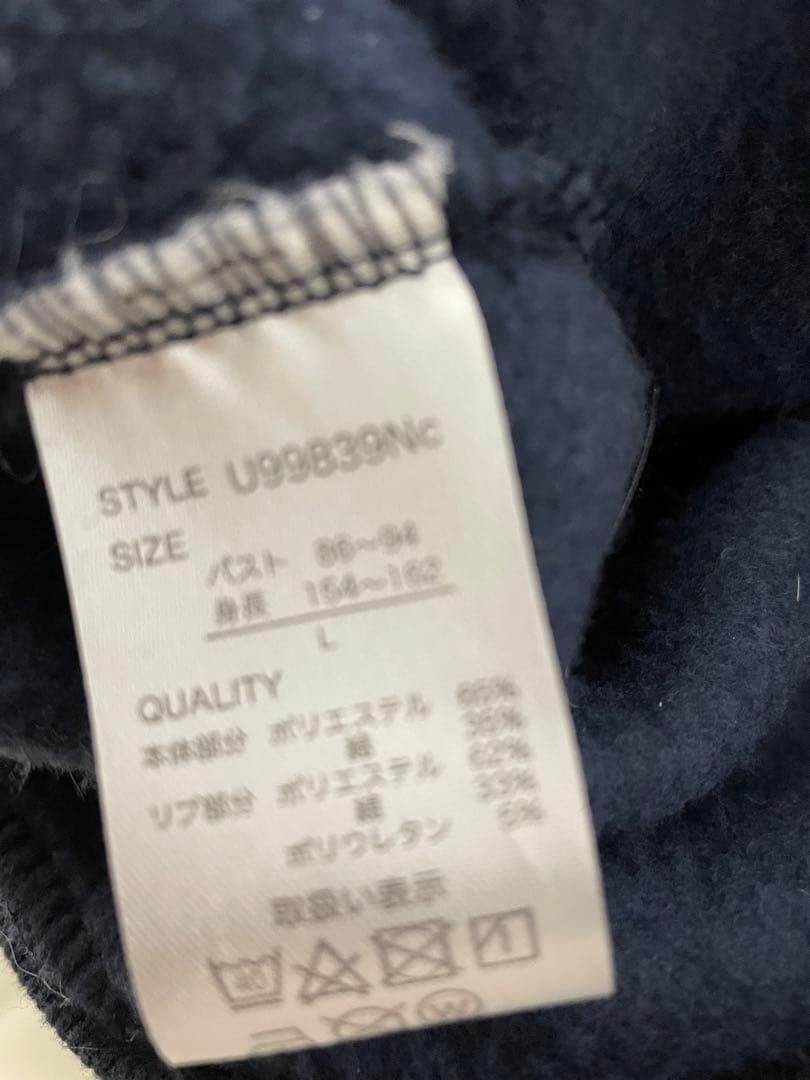 STYLE U99839Nc
SIZE
バスト 86～94
身長 154～162
L
QUALITY
本体部分 ポリエステル 65%
綿 35%
リブ部分 ポリエステル 62%
綿 33%
ポリウレタン 5%
取扱い表示
40
W